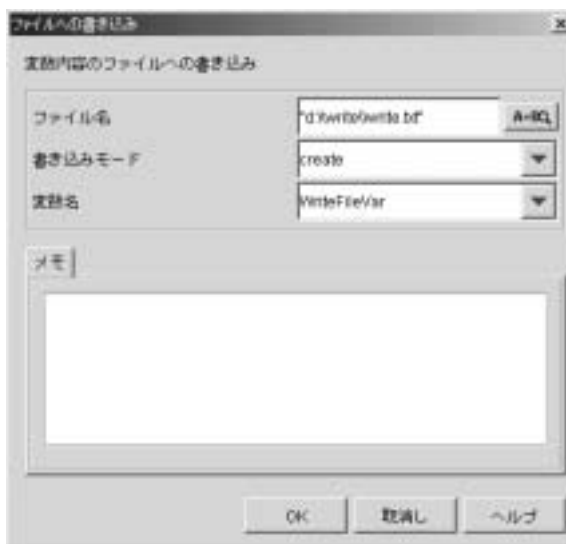 ファイルへの書き込み
変数内容のファイルへの書き込み
ファイル名 "d:\write\write.txt"
書き込みモード create
変数名 WriteFileVar
メモ
OK 取消し ヘルプ